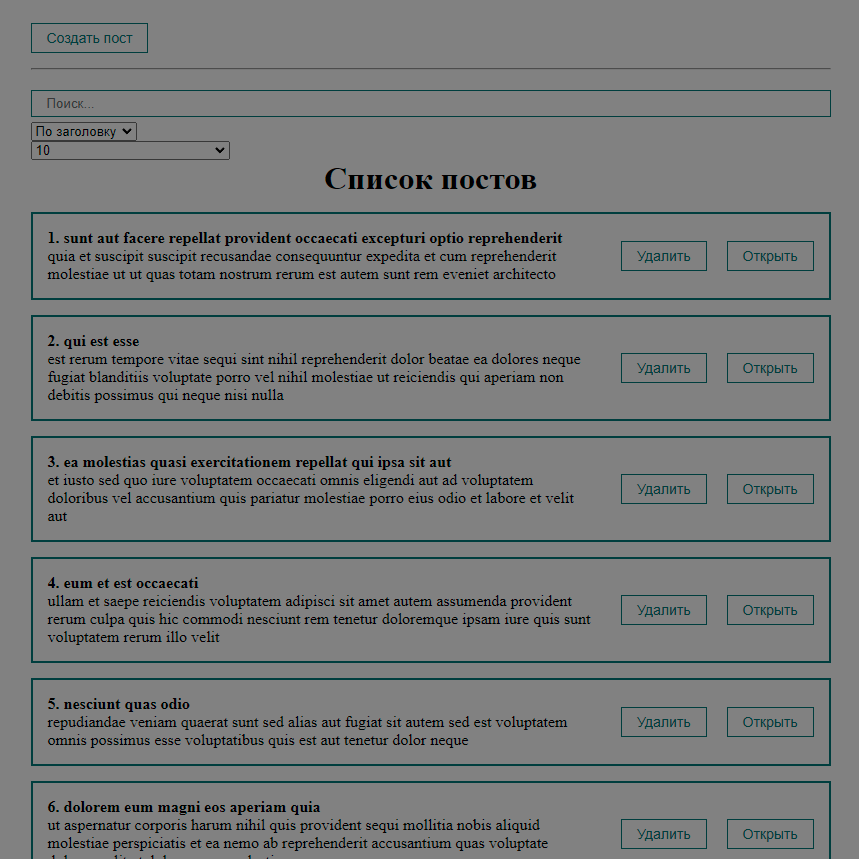 Создать пост
Поиск...
По заголовку
10
Список постов
1. sunt aut facere repellat provident occaecati excepturi optio reprehenderit
quia et suscipit suscipit recusandae consequuntur expedita et cum reprehenderit
molestiae ut ut quas totam nostrum rerum est autem sunt rem eveniet architecto
Удалить
Открыть
2. qui est esse
est rerum tempore vitae sequi sint nihil reprehenderit dolor beatae ea dolores neque
fugiat blanditiis voluptate porro vel nihil molestiae ut reiciendis qui aperiam non
debitis possimus qui neque nisi nulla
Удалить
Открыть
3. ea molestias quasi exercitationem repellat qui ipsa sit aut
et iusto sed quo iure voluptatem occaecati omnis eligendi aut ad voluptatem
doloribus vel accusantium quis pariatur molestiae porro eius odio et labore et velit
aut
Удалить
Открыть
4. eum et est occaecati
ullam et saepe reiciendis voluptatem adipisci sit amet autem assumenda provident
rerum culpa quis hic commodi nesciunt rem tenetur doloremque ipsam iure quis sunt
voluptatem rerum illo velit
Удалить
Открыть
5. nesciunt quas odio
repudiandae veniam quaerat sunt sed alias aut fugiat sit autem sed est voluptatem
omnis possimus esse voluptatibus quis est aut tenetur dolor neque
Удалить
Открыть
6. dolorem eum magni eos aperiam quia
ut aspernatur corporis harum nihil quis provident sequi mollitia nobis aliquid
molestiae perspiciatis et ea nemo ab reprehenderit accusantium quas voluptate
Удалить
Открыть